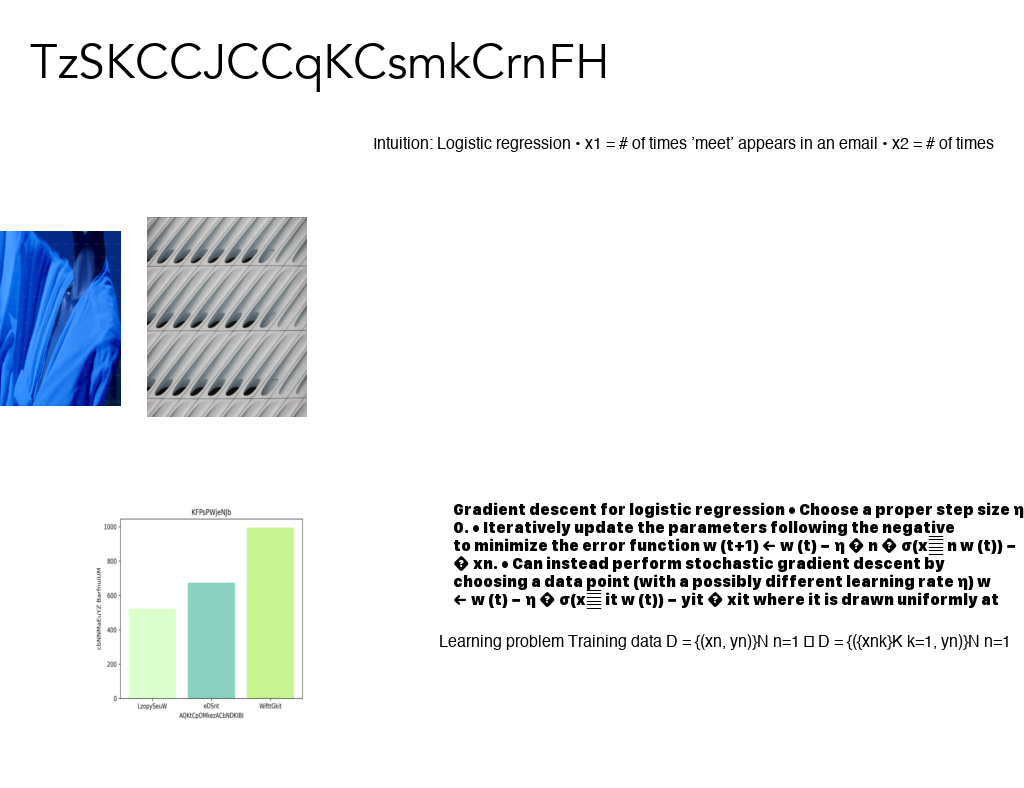 TzSKCCJCCqKCsmkCrnFH
Intuition: Logistic regression • x1 = # of times ’meet’ appears in an email • x2 = # of times
KFPsPWjeNJb
1000
800
600
400
200
0
LzopySeuW eDSnt WifttGkit
AQKtCpOMkezACbNDKIBI
Gradient descent for logistic regression • Choose a proper step size η
0. • Iteratively update the parameters following the negative
to minimize the error function w (t+1) ← w (t) − η � n � σ(x n w (t)) −
� xn. • Can instead perform stochastic gradient descent by
choosing a data point (with a possibly different learning rate η) w
← w (t) − η � σ(x it w (t)) − yit � xit where it is drawn uniformly at
Learning problem Training data D = {(xn, yn)}N n=1 □ D = {({xnk}K k=1, yn)}N n=1